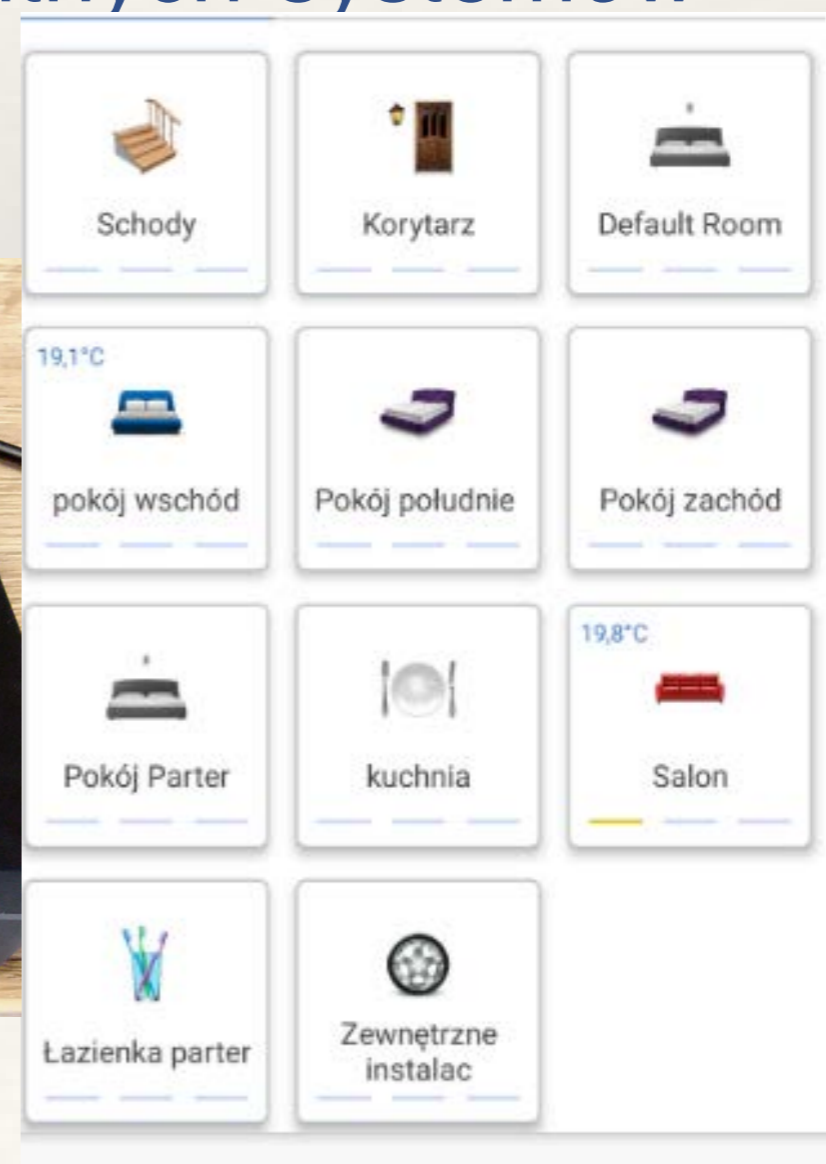 Schody
Korytarz
Default Room
19,1°C
pokój wschód
Pokój południe
Pokój zachód
Pokój Parter
kuchnia
19,8°C
Salon
Łazienka parter
Zewnętrzne
instalac